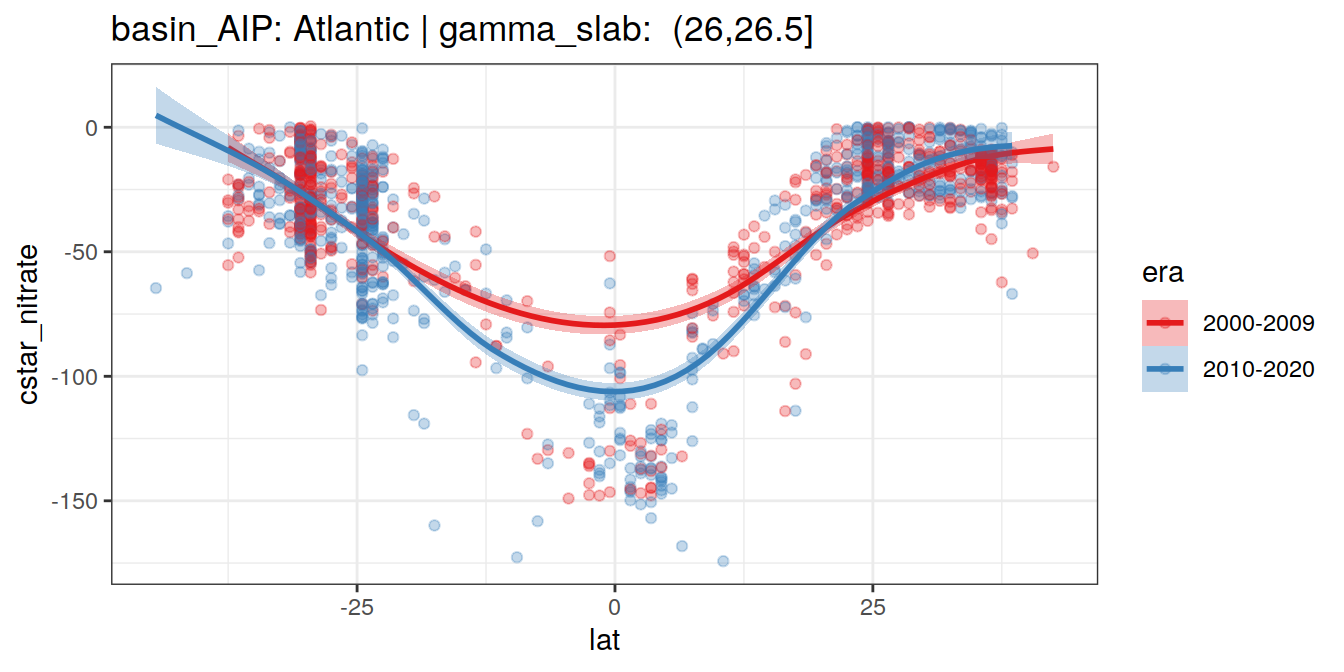 basin_AIP: Atlantic | gamma_slab:  (26,26.5]
cstar_nitrate
0
-50
-100
-150
-25
0
25
lat
era
2000-2009
2010-2020